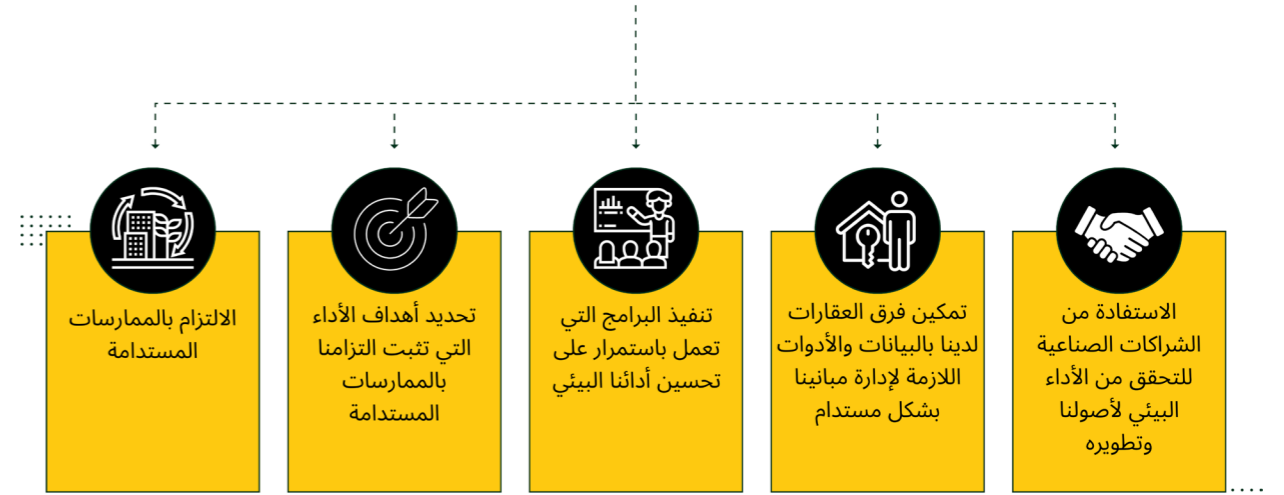 الاستفادة من
الشراكات الصناعية
للتحقق من الأداء
البيئي لأصولنا
وتطويره
تمكين فرق العقارات
لدينا بالبيانات والأدوات
اللازمة لإدارة مبانينا
بشكل مستدام
تنفيذ البرامج التي
تعمل باستمرار على
تحسين أدائنا البيئي
تحديد أهداف الأداء
التي تثبت التزامنا
بالممارسات
المستدامة
الالتزام بالممارسات
المستدامة